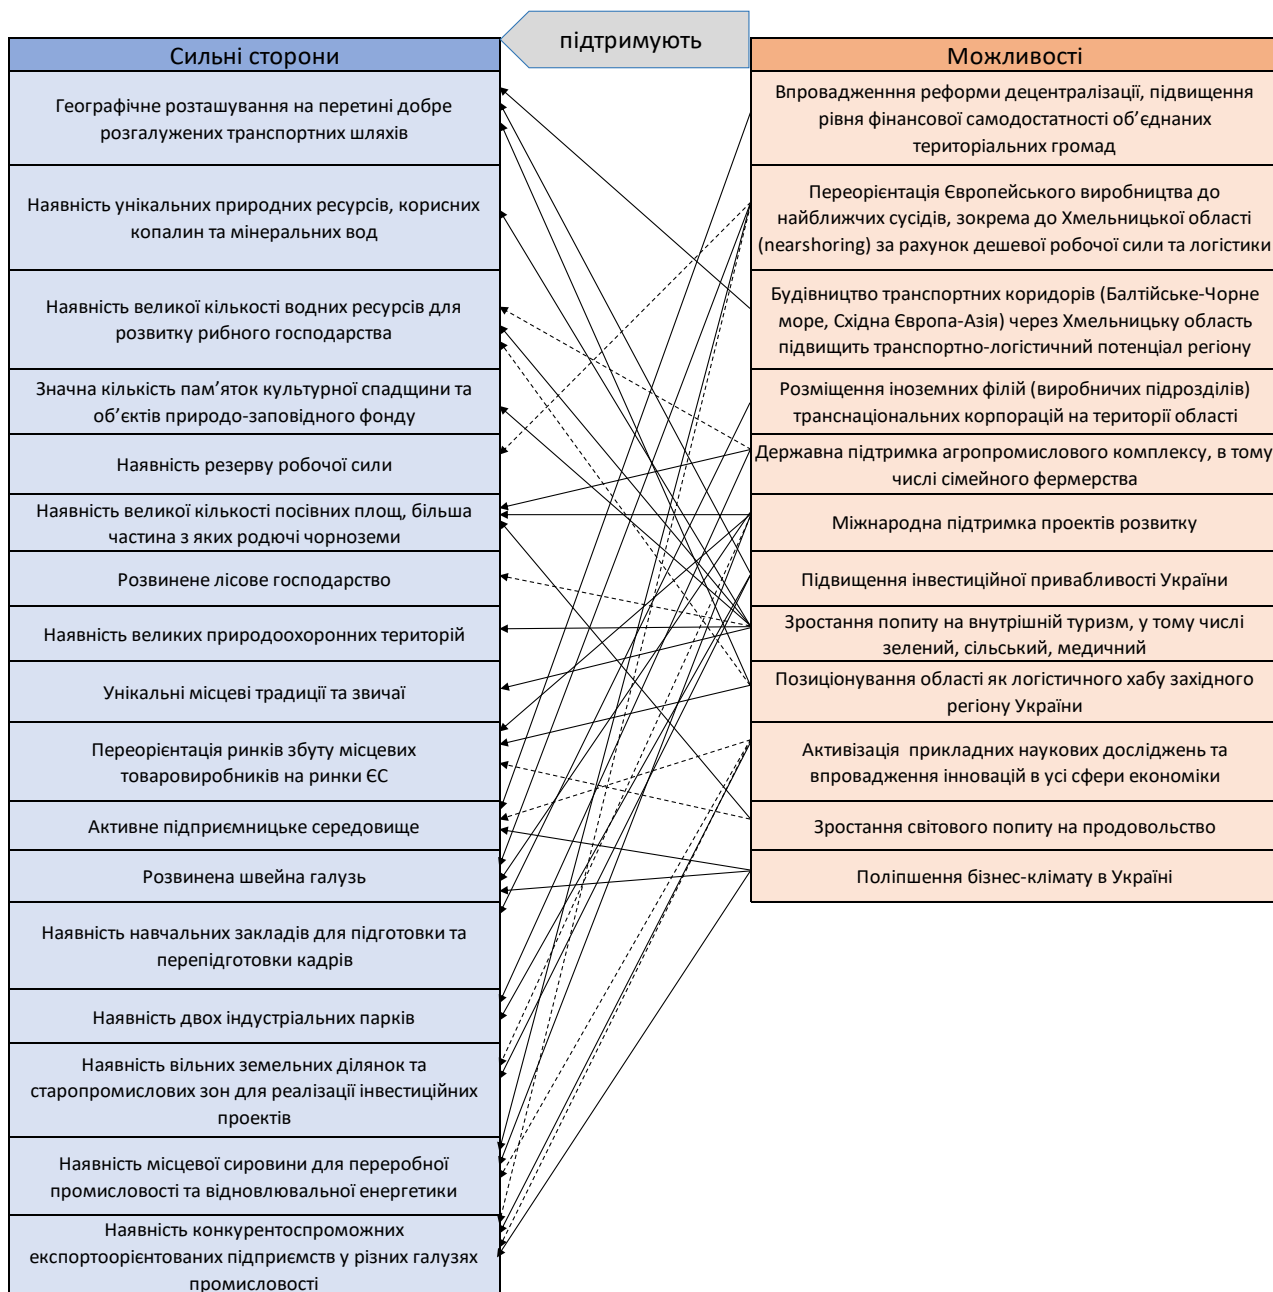 підтримують
Сильні сторони
Географічне розташування на перетині добре
розгалужених транспортних шляхів
Наявність унікальних природних ресурсів, корисних
копалин та мінеральних вод
Наявність великої кількості водних ресурсів для
розвитку рибного господарства
Значна кількість пам’яток культурної спадщини та
об’єктів природо-заповідного фонду
Наявність резерву робочої сили
Наявність великої кількості посівних площ, більша
частина з яких родючі чорноземи
Розвинене лісове господарство
Наявність великих природоохоронних територій
Унікальні місцеві традиції та звичаї
Переорієнтація ринків збуту місцевих
товаровиробників на ринки ЄС
Активне підприємницьке середовище
Розвинена швейна галузь
Наявність навчальних закладів для підготовки та
перепідготовки кадрів
Наявність двох індустріальних парків
Наявність вільних земельних ділянок та
старопромислових зон для реалізації інвестиційних
проектів
Наявність місцевої сировини для переробної
промисловості та відновлювальної енергетики
Наявність конкурентоспроможних
експортоорієнтованих підприємств у різних галузях
промисловості
Можливості
Впровадженння реформи децентралізації, підвищення
рівня фінансової самодостатності об’єднаних
територіальних громад
Переорієнтація Європейського виробництва до
найближчих сусідів, зокрема до Хмельницької області
(nearshoring) за рахунок дешевої робочої сили та логістики
Будівництво транспортних коридорів (Балтійське-Чорне
море, Східна Європа-Азія) через Хмельницьку область
підвищить транспортно-логістичний потенціал регіону
Розміщення іноземних філій (виробничих підрозділів)
транснаціональних корпорацій на території області
Державна підтримка агропромислового комплексу, в тому
числі сімейного фермерства
Міжнародна підтримка проектів розвитку
Підвищення інвестиційної привабливості України
Зростання попиту на внутрішній туризм, у тому числі
зелений, сільський, медичний
Позиціонування області як логістичного хабу західного
регіону України
Активізація  прикладних наукових досліджень та
впровадження інновацій в усі сфери економіки
Зростання світового попиту на продовольство
Поліпшення бізнес-клімату в Україні